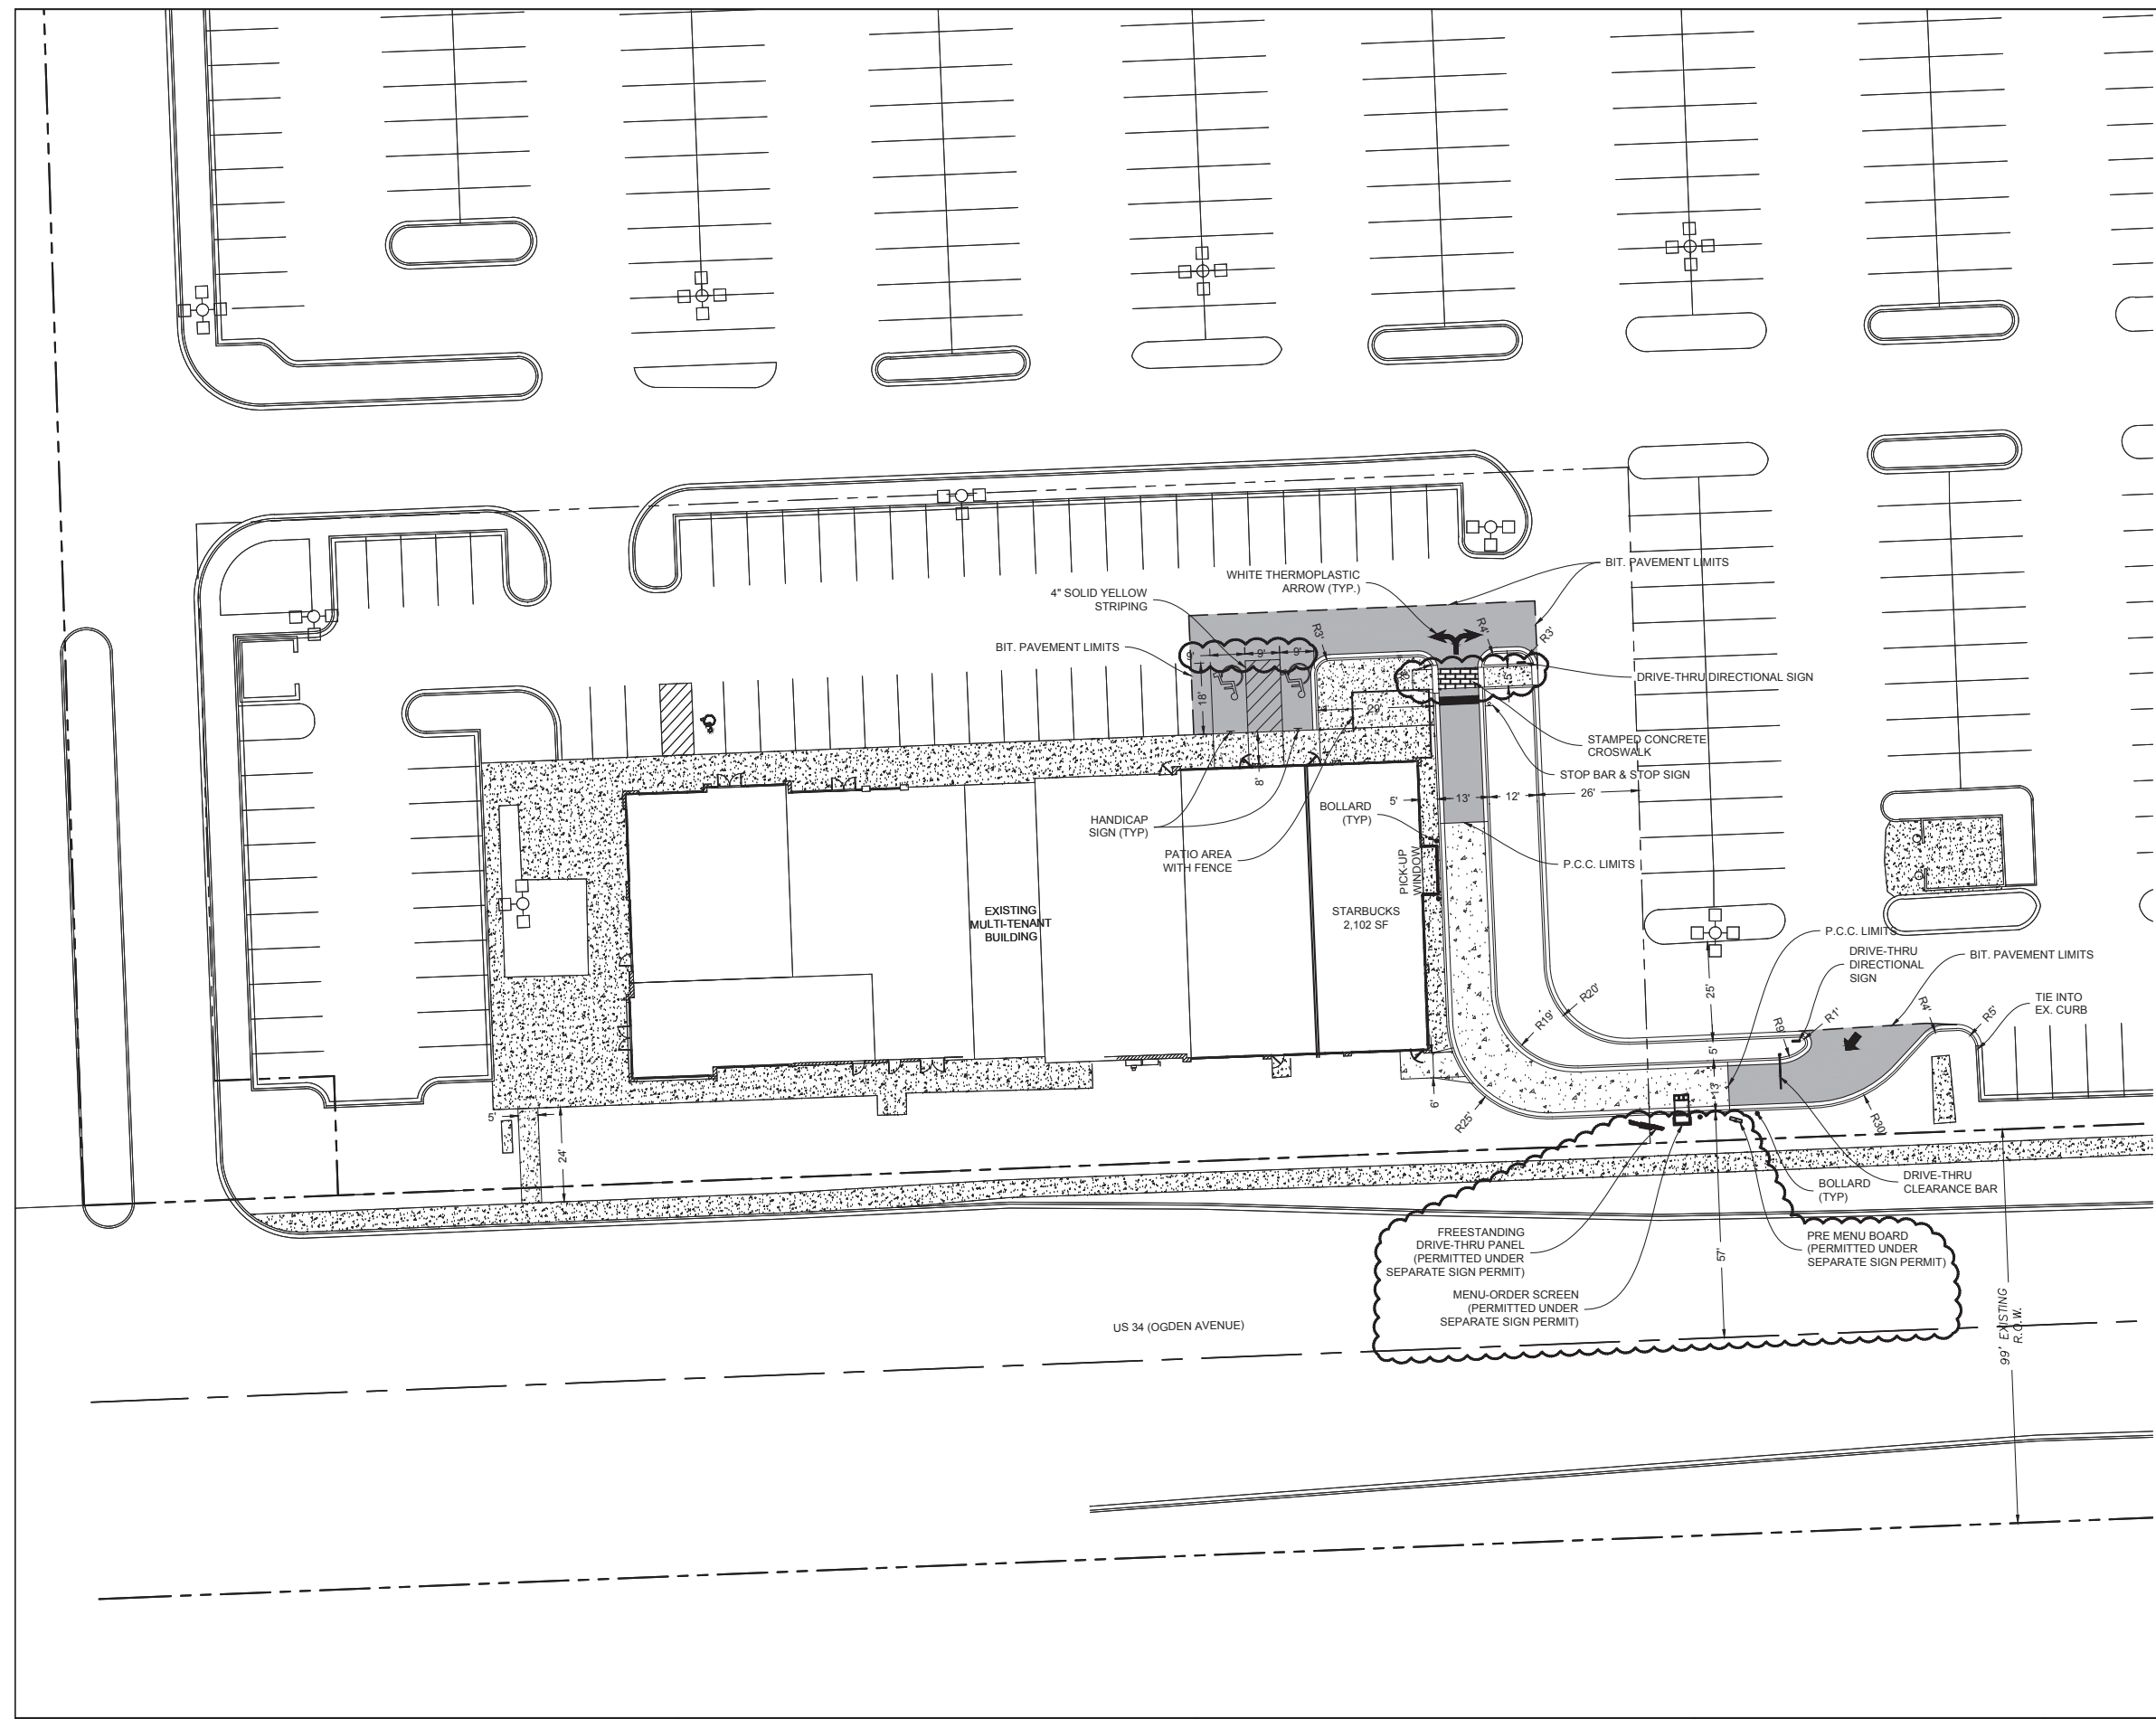 BIT. PAVEMENT LIMITS
WHITE THERMOPLASTIC
ARROW (TYP.)
4" SOLID YELLOW
STRIPING
BIT. PAVEMENT LIMITS
9'
9'
9'
R3'
R4'
R3'
18'
29'
5'
DRIVE-THRU DIRECTIONAL SIGN
STAMPED CONCRETE
CROSWALK
STOP BAR & STOP SIGN
8'
HANDICAP
SIGN (TYP)
PATIO AREA
WITH FENCE
BOLLARD
(TYP)
5'
13'
12'
26'
PICK-UP
WINDOW
P.C.C. LIMITS
EXISTING
MULTI-TENANT
BUILDING
STARBUCKS
2,102 SF
P.C.C. LIMITS
DRIVE-THRU
DIRECTIONAL
SIGN
BIT. PAVEMENT LIMITS
TIE INTO
EX. CURB
25'
R20'
R19'
R9'
R1'
R4'
R5'
5'
13'
6'
R25'
R30'
5'
24'
BOLLARD
(TYP)
DRIVE-THRU
CLEARANCE BAR
FREESTANDING
DRIVE-THRU PANEL
(PERMITTED UNDER
SEPARATE SIGN PERMIT)
PRE MENU BOARD
(PERMITTED UNDER
SEPARATE SIGN PERMIT)
MENU-ORDER SCREEN
(PERMITTED UNDER
SEPARATE SIGN PERMIT)
57'
US 34 (OGDEN AVENUE)
99' EXISTING
R.O.W.